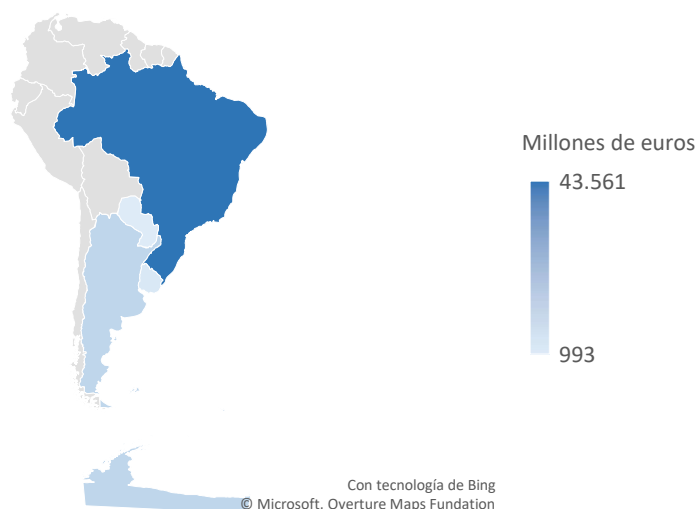 Millones de euros
43.561
993
Con tecnología de Bing
© Microsoft, Overture Maps Fundation